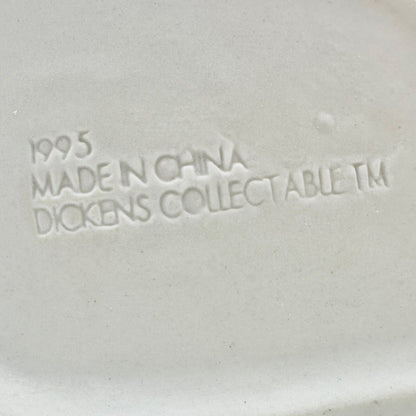 1995
MADE IN CHINA
DICKENS COLLECTABLE TM